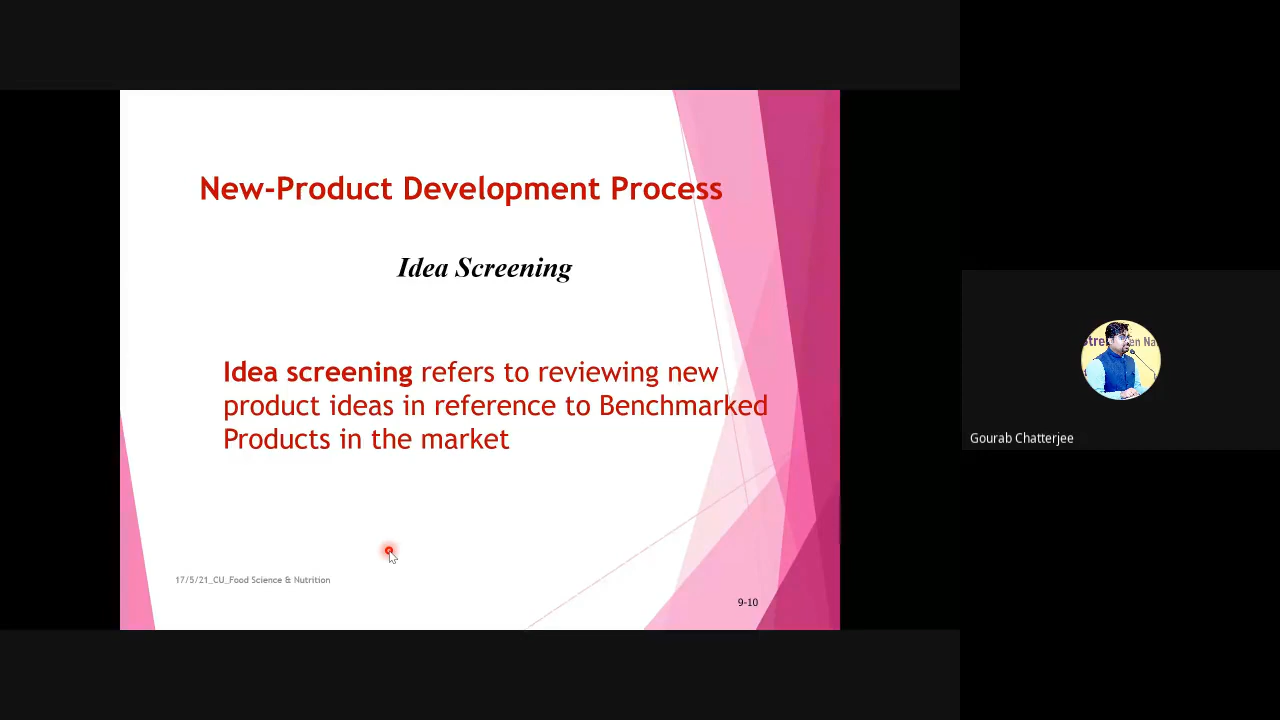 New-Product Development Process
Idea Screening
Idea screening refers to reviewing new
product ideas in reference to Benchmarked
Products in the market
17/5/21_CU_Food Science & Nutrition
9-10
Gourab Chatterjee